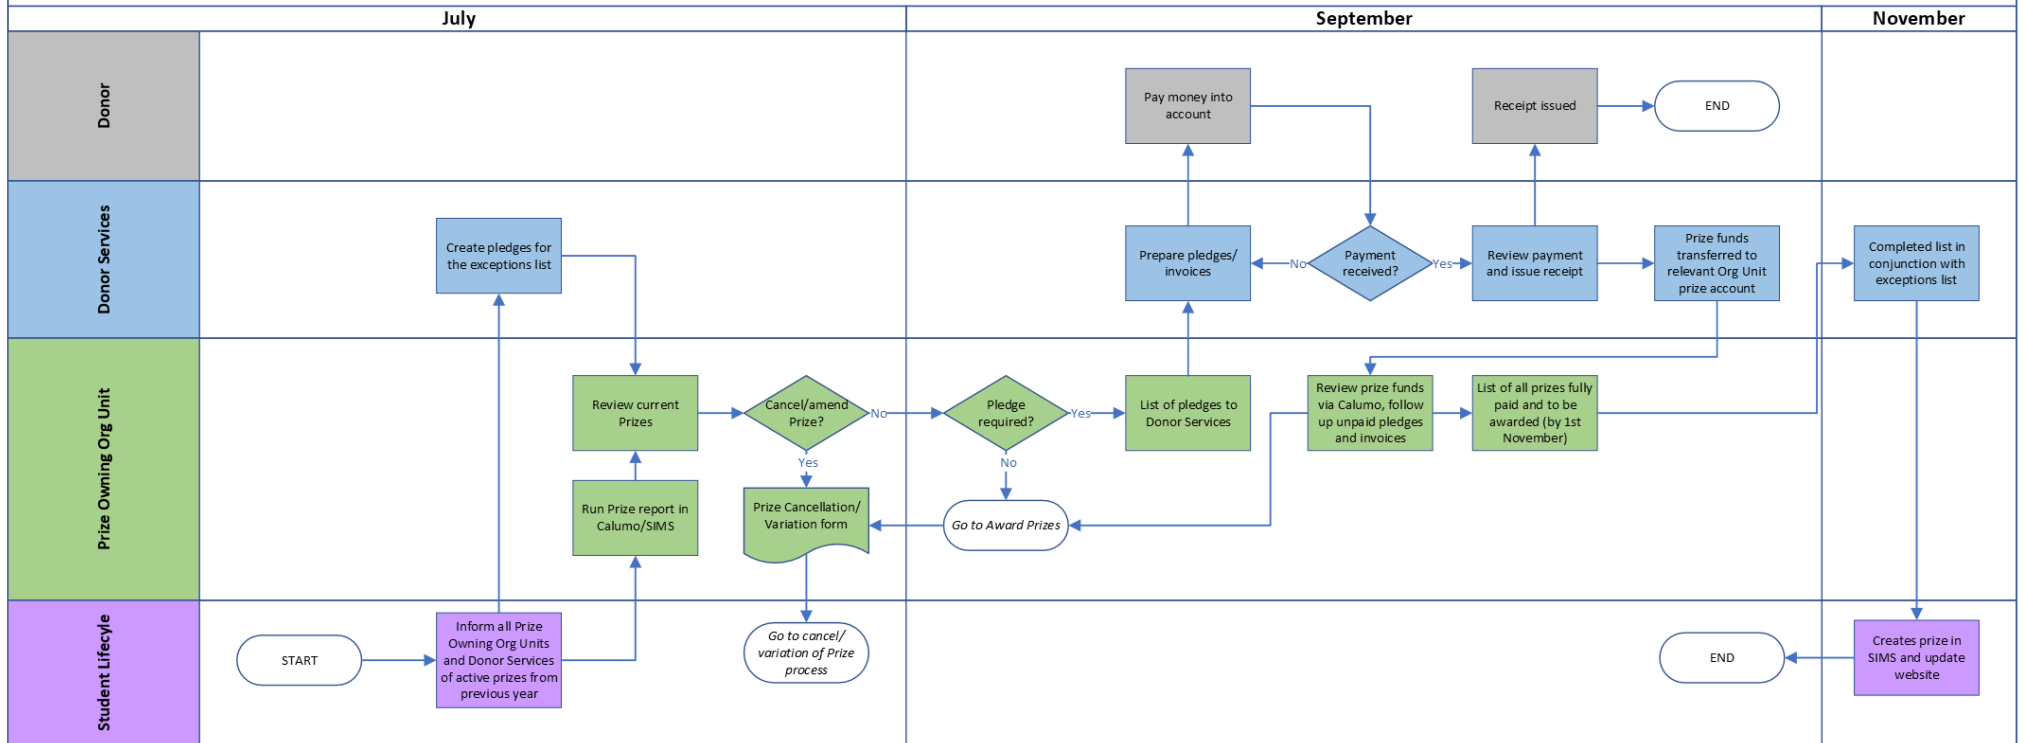 July
September
November
Donor
Pay money into
account
Receipt issued
END
Donor Services
Create pledges for
the exceptions list
Prepare pledges/
invoices
No
Payment
received?
Yes
Review payment
and issue receipt
Prize funds
transferred to
relevant Org Unit
prize account
Completed list in
conjunction with
exceptions list
Prize Owning Org Unit
Review current
Prizes
Cancel/amend
Prize?
No
Pledge
required?
Yes
List of pledges to
Donor Services
Review prize funds
via Calumo, follow
up unpaid pledges
and invoices
List of all prizes fully
paid and to be
awarded (by 1st
November)
Yes
No
Run Prize report in
Calumo/SIMS
Prize Cancellation/
Variation form
Go to Award Prizes
Student Lifecyle
START
Inform all Prize
Owning Org Units
and Donor Services
of active prizes from
previous year
Go to cancel/
variation of Prize
process
END
Creates prize in
SIMS and update
website